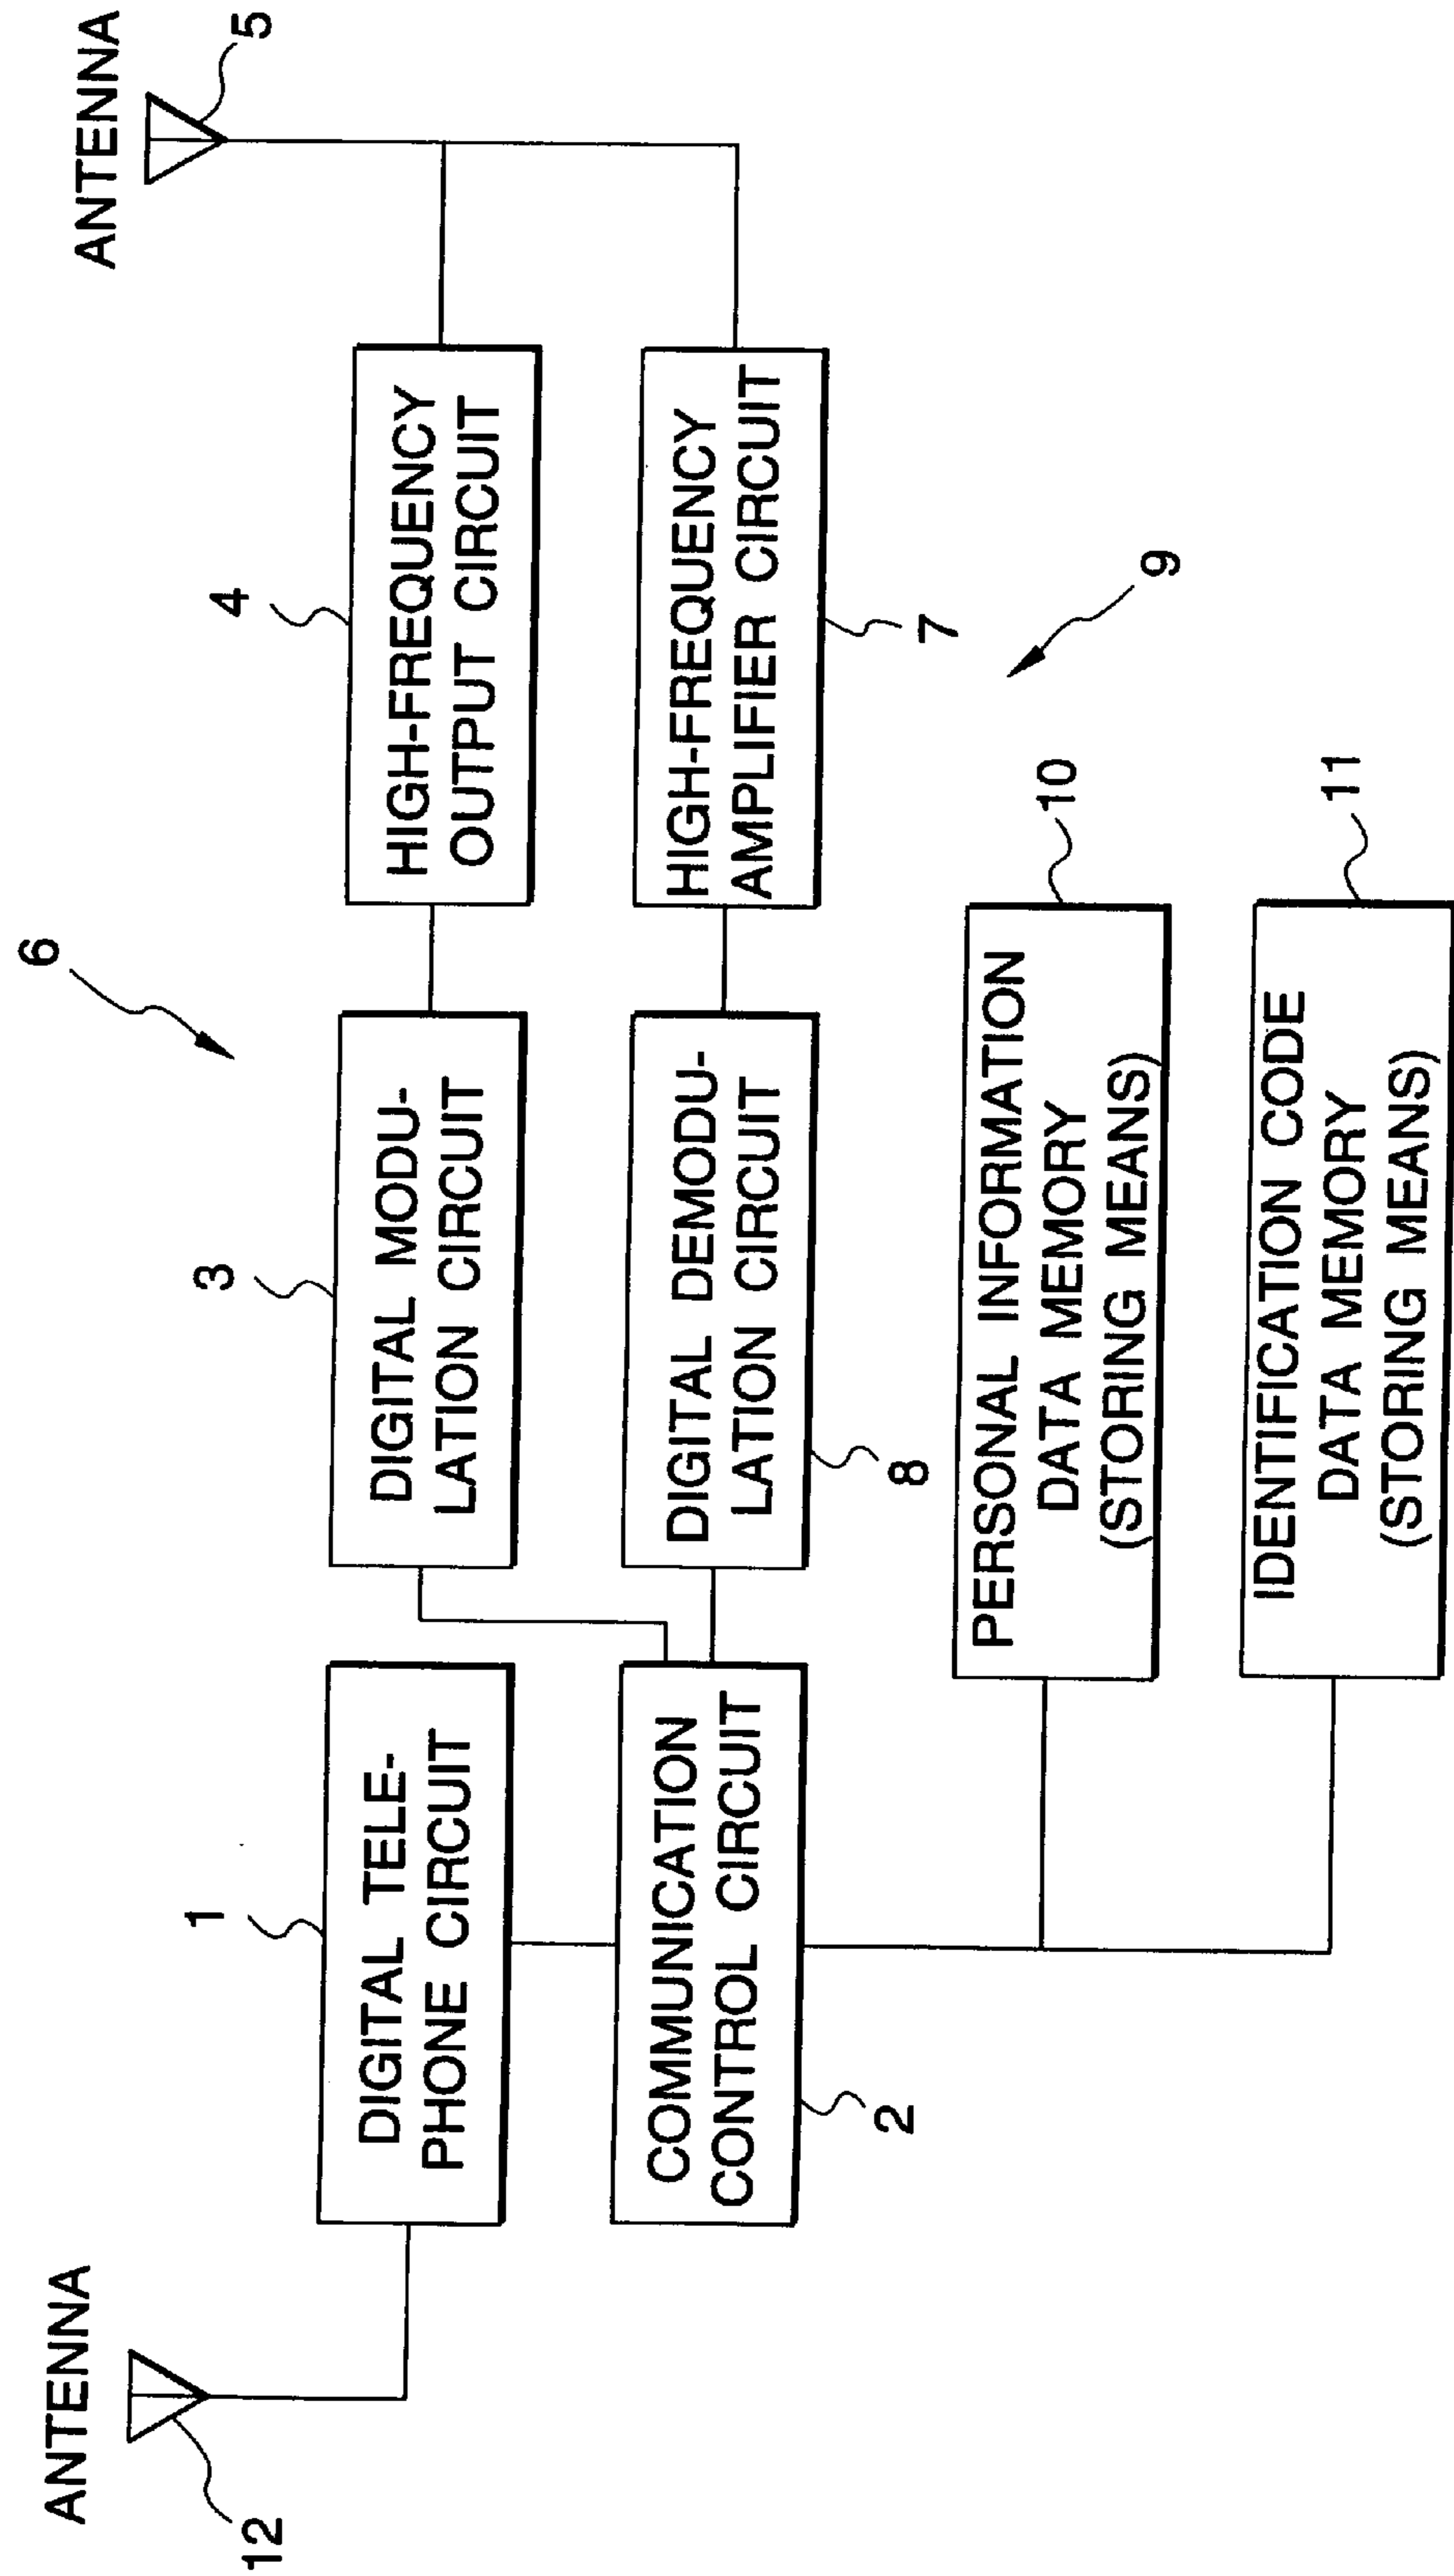 ANTENNA
12
ANTENNA
5
6
1
DIGITAL TELE-
PHONE CIRCUIT
3
DIGITAL MODU-
LATION CIRCUIT
4
HIGH-FREQUENCY
OUTPUT CIRCUIT
COMMUNICATION
CONTROL CIRCUIT
2
DIGITAL DEMODU-
LATION CIRCUIT
8
HIGH-FREQUENCY
AMPLIFIER CIRCUIT
7
9
PERSONAL INFORMATION
DATA MEMORY
(STORING MEANS)
10
IDENTIFICATION CODE
DATA MEMORY
(STORING MEANS)
11